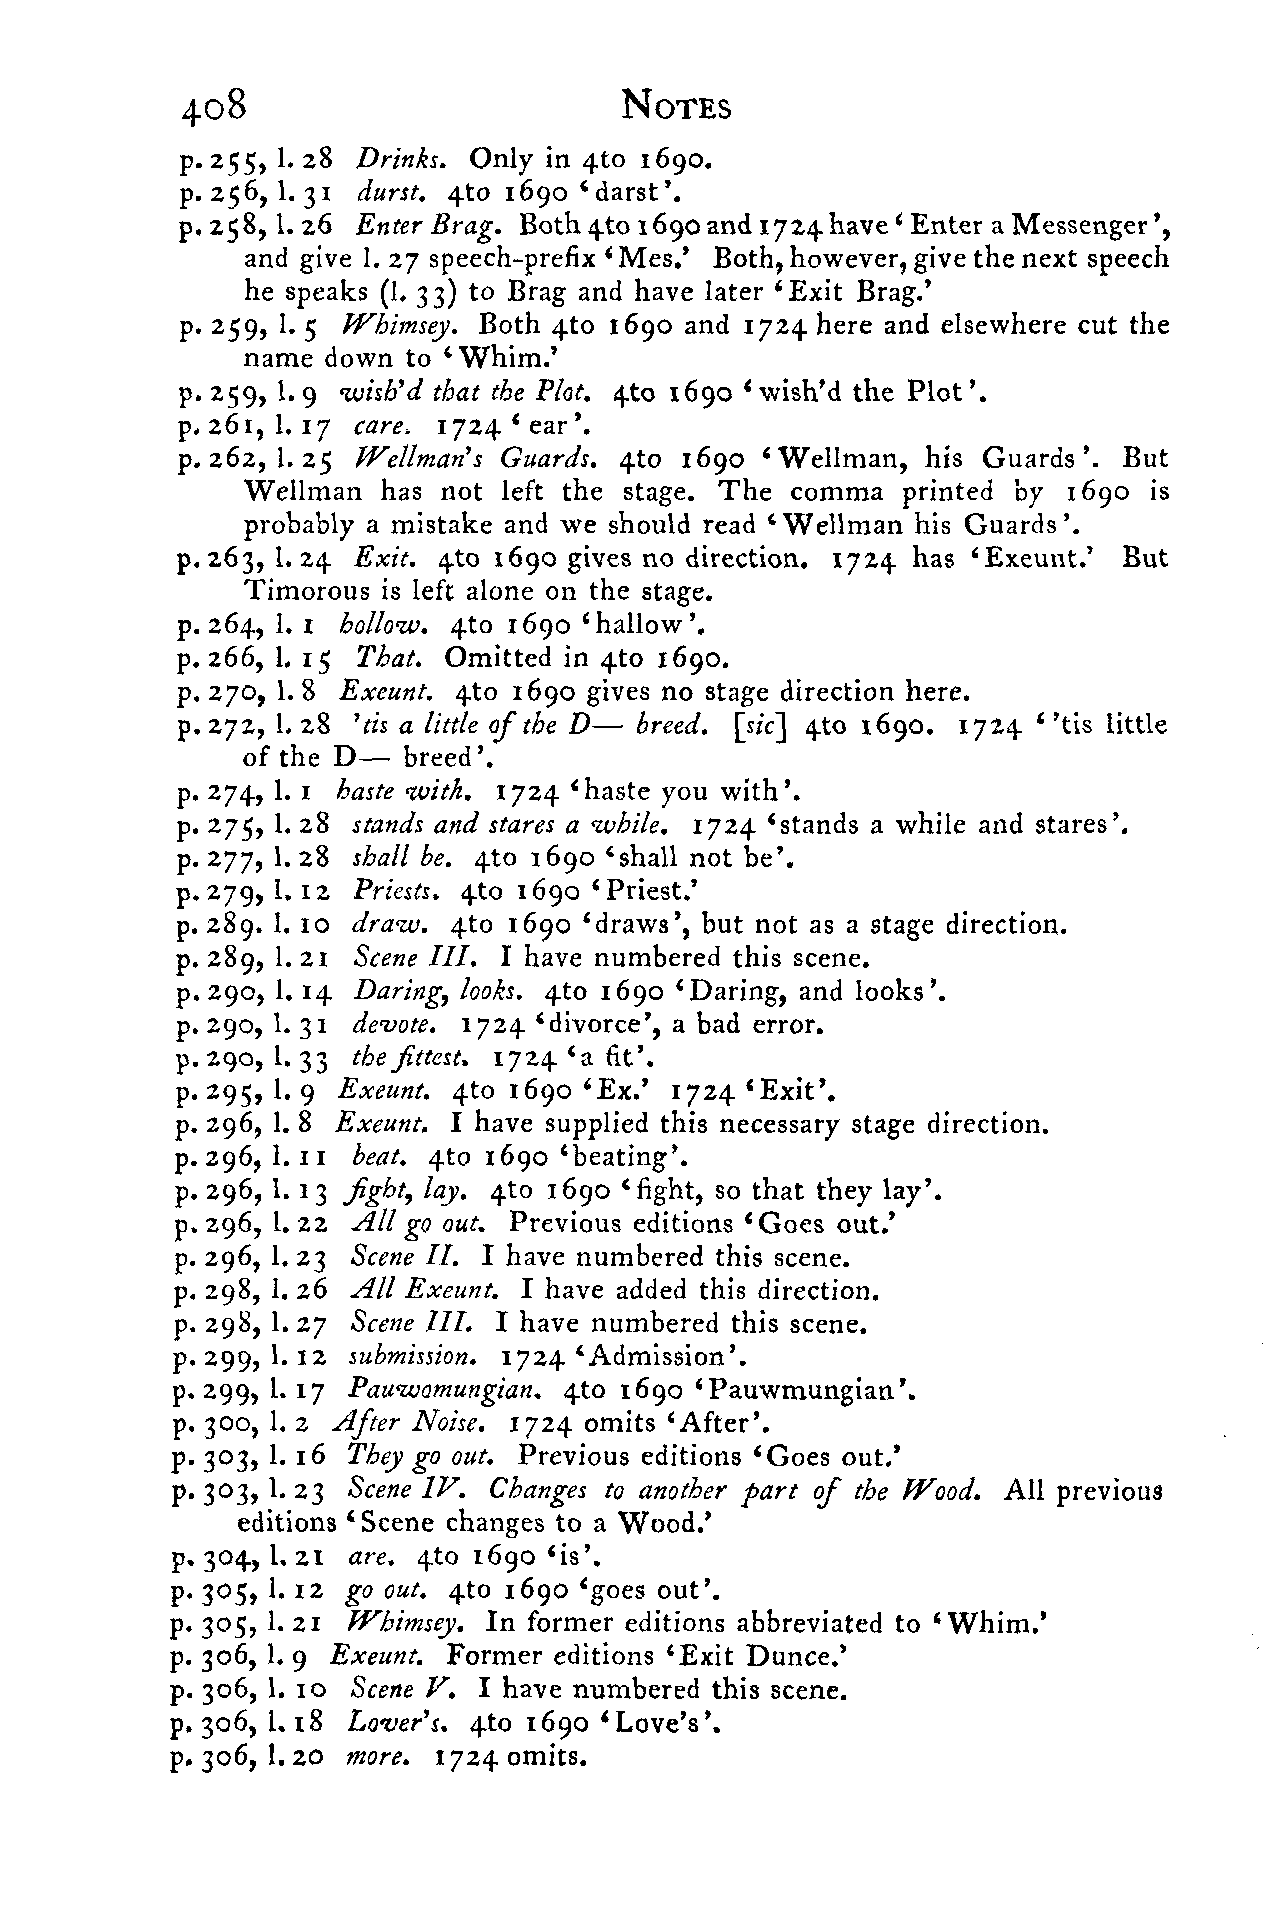 408 NOTES
p. 255, l. 28 Drinks. Only in 4to 1690.
p. 256, l. 31 durst. 4to 1690 ‘darst’.
p. 258, l. 26 Enter Brag. Both 4to 1690 and 1724 have ‘Enter a Messenger’,
and give l. 27 speech-prefix ‘Mes.’ Both, however, give the next speech
he speaks (l. 33) to Brag and have later ‘Exit Brag.’
p. 259, l. 5 Whimsey. Both 4to 1690 and 1724 here and elsewhere cut the
name down to ‘Whim.’
p. 259, l. 9 wish’d that the Plot. 4to 1690 ‘wish’d the Plot’.
p. 261, l. 17 care. 1724 ‘ear’.
p. 262, l. 25 Wellman’s Guards. 4to 1690 ‘Wellman, his Guards’. But
Wellman has not left the stage. The comma printed by 1690 is
probably a mistake and we should read ‘Wellman his Guards’.
p. 263, l. 24 Exit. 4to 1690 gives no direction. 1724 has ‘Exeunt.’ But
Timorous is left alone on the stage.
p. 264, l. 1 hollow. 4to 1690 ‘hallow’.
p. 266, l. 15 That. Omitted in 4to 1690.
p. 270, l. 8 Exeunt. 4to 1690 gives no stage direction here.
p. 272, l. 28 ’tis a little of the D— breed. [sic] 4to 1690. 1724 ‘’tis little
of the D— breed’.
p. 274, l. 1 haste with. 1724 ‘haste you with’.
p. 275, l. 28 stands and stares a while. 1724 ‘stands a while and stares’.
p. 277, l. 28 shall be. 4to 1690 ‘shall not be’.
p. 279, l. 12 Priests. 4to 1690 ‘Priest.’
p. 289. l. 10 draw. 4to 1690 ‘draws’, but not as a stage direction.
p. 289, l. 21 Scene III. I have numbered this scene.
p. 290, l. 14 Daring, looks. 4to 1690 ‘Daring, and looks’.
p. 290, l. 31 devote. 1724 ‘divorce’, a bad error.
p. 290, l. 33 the fittest. 1724 ‘a fit’.
p. 295, l. 9 Exeunt. 4to 1690 ‘Ex.’ 1724 ‘Exit’.
p. 296, l. 8 Exeunt. I have supplied this necessary stage direction.
p. 296, l. 11 beat. 4to 1690 ‘beating’.
p. 296, l. 13 fight, lay. 4to 1690 ‘fight, so that they lay’.
p. 296, l. 22 All go out. Previous editions ‘Goes out.’
p. 296, l. 23 Scene II. I have numbered this scene.
p. 298, l. 26 All Exeunt. I have added this direction.
p. 298, l. 27 Scene III. I have numbered this scene.
p. 299, l. 12 submission. 1724 ‘Admission’.
p. 299, l. 17 Pauwomungian. 4to 1690 ‘Pauwmungian’.
p. 300, l. 2 After Noise. 1724 omits ‘After’.
p. 303, l. 16 They go out. Previous editions ‘Goes out.’
p. 303, l. 23 Scene IV. Changes to another part of the Wood. All previous
editions ‘Scene changes to a Wood.’
p. 304, l. 21 are. 4to 1690 ‘is’.
p. 305, l. 12 go out. 4to 1690 ‘goes out’.
p. 305, l. 21 Whimsey. In former editions abbreviated to ‘Whim.’
p. 306, l. 9 Exeunt. Former editions ‘Exit Dunce.’
p. 306, l. 10 Scene V. I have numbered this scene.
p. 306, l. 18 Lover’s. 4to 1690 ‘Love’s’.
p. 306, l. 20 more. 1724 omits.